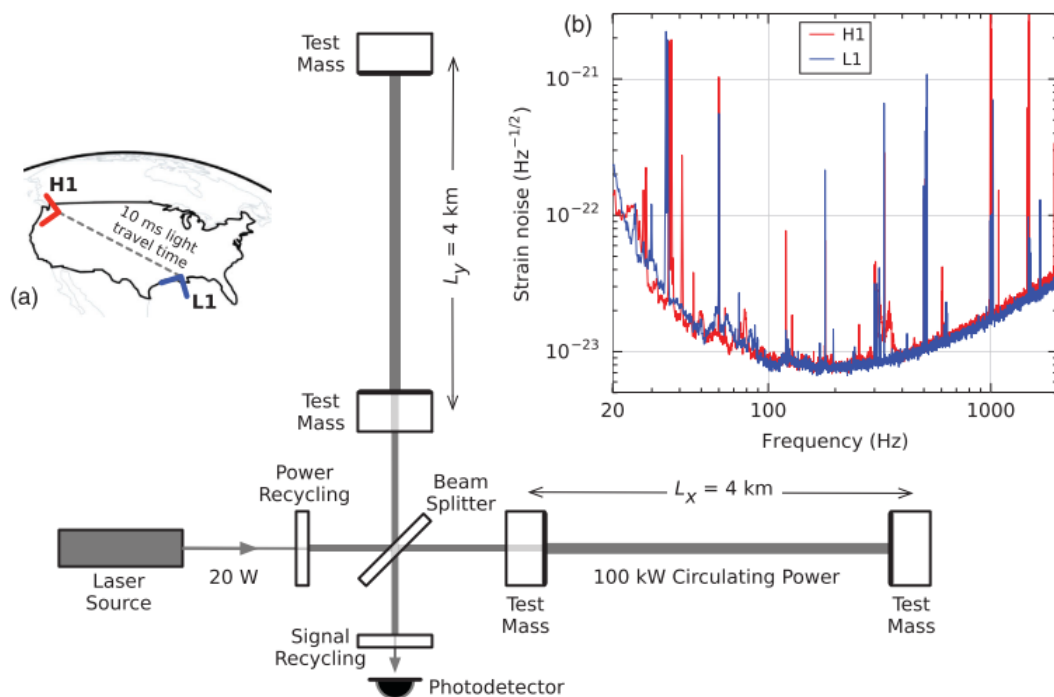 Test
Mass
L_y = 4 km
H1
10 ms light
travel time
L1
(a)
(b)
H1
L1
Strain noise (Hz^{-1/2})
10^{-21}
10^{-22}
10^{-23}
20
100
1000
Frequency (Hz)
Test
Mass
Power
Recycling
Beam
Splitter
L_x = 4 km
Laser
Source
20 W
100 kW Circulating Power
Test
Mass
Test
Mass
Signal
Recycling
Photodetector